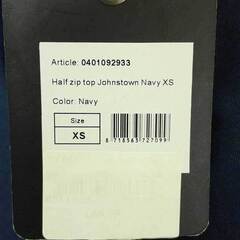 Article: 0401092933
Half zip top Johnstown Navy XS
Color: Navy
Size
XS
8 718563 727099